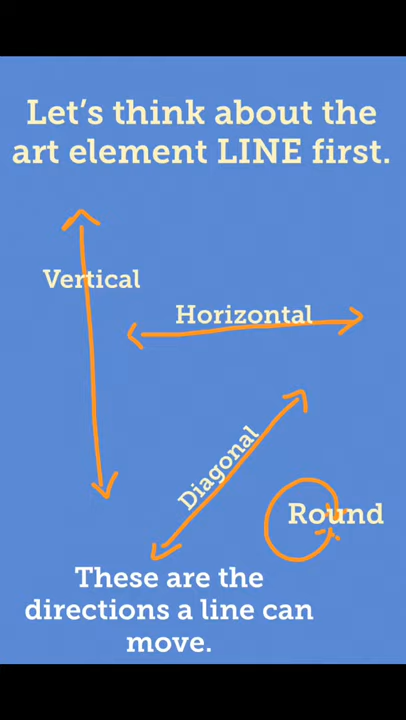 Let's think about the
art element LINE first.
Vertical
Horizontal
Diagonal
Round
These are the
directions a line can
move.